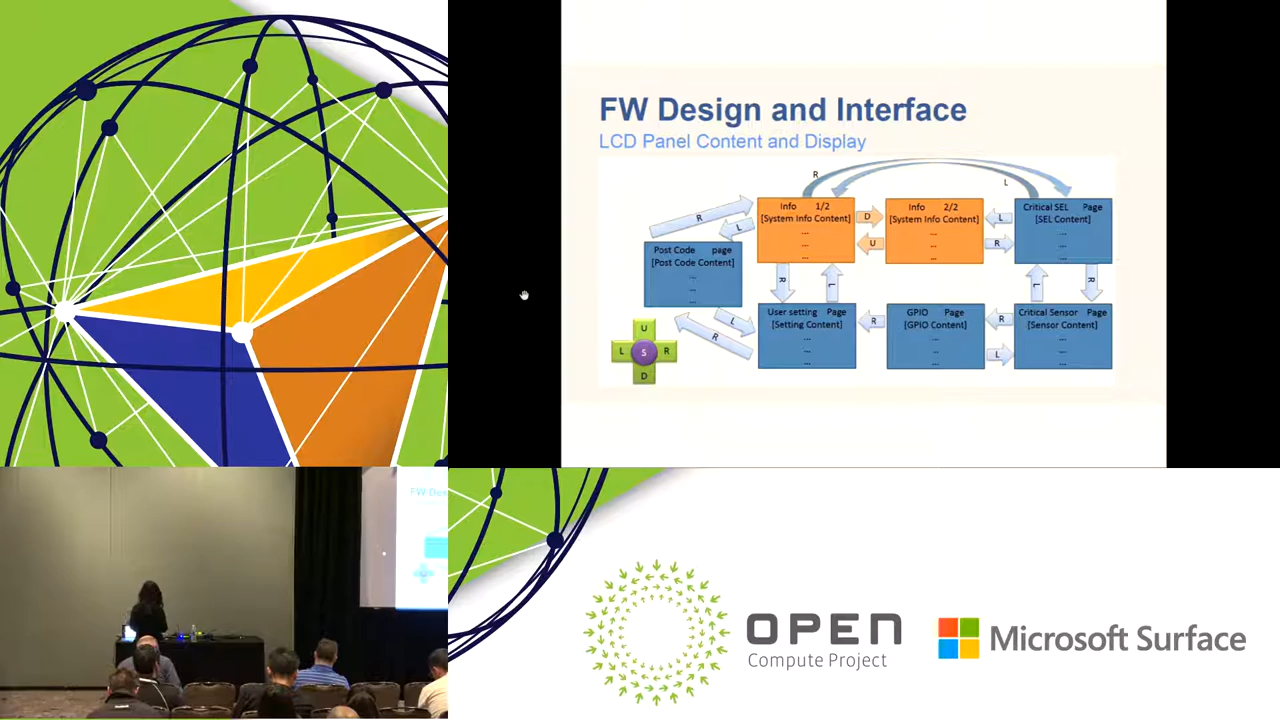 FW Design and Interface
LCD Panel Content and Display
R
L
Info 1/2
[System Info Content]
...
...
...
D
U
Info 2/2
[System Info Content]
...
...
...
L
R
Critical SEL Page
[SEL Content]
...
...
...
R
L
Post Code page
[Post Code Content]
...
...
...
R
L
L
R
L
R
User setting Page
[Setting Content]
...
...
...
R
GPIO Page
[GPIO Content]
...
...
...
R
L
Critical Sensor Page
[Sensor Content]
...
...
...
U
L S R
D
FW Des
OPEN
Compute Project
Microsoft Surface